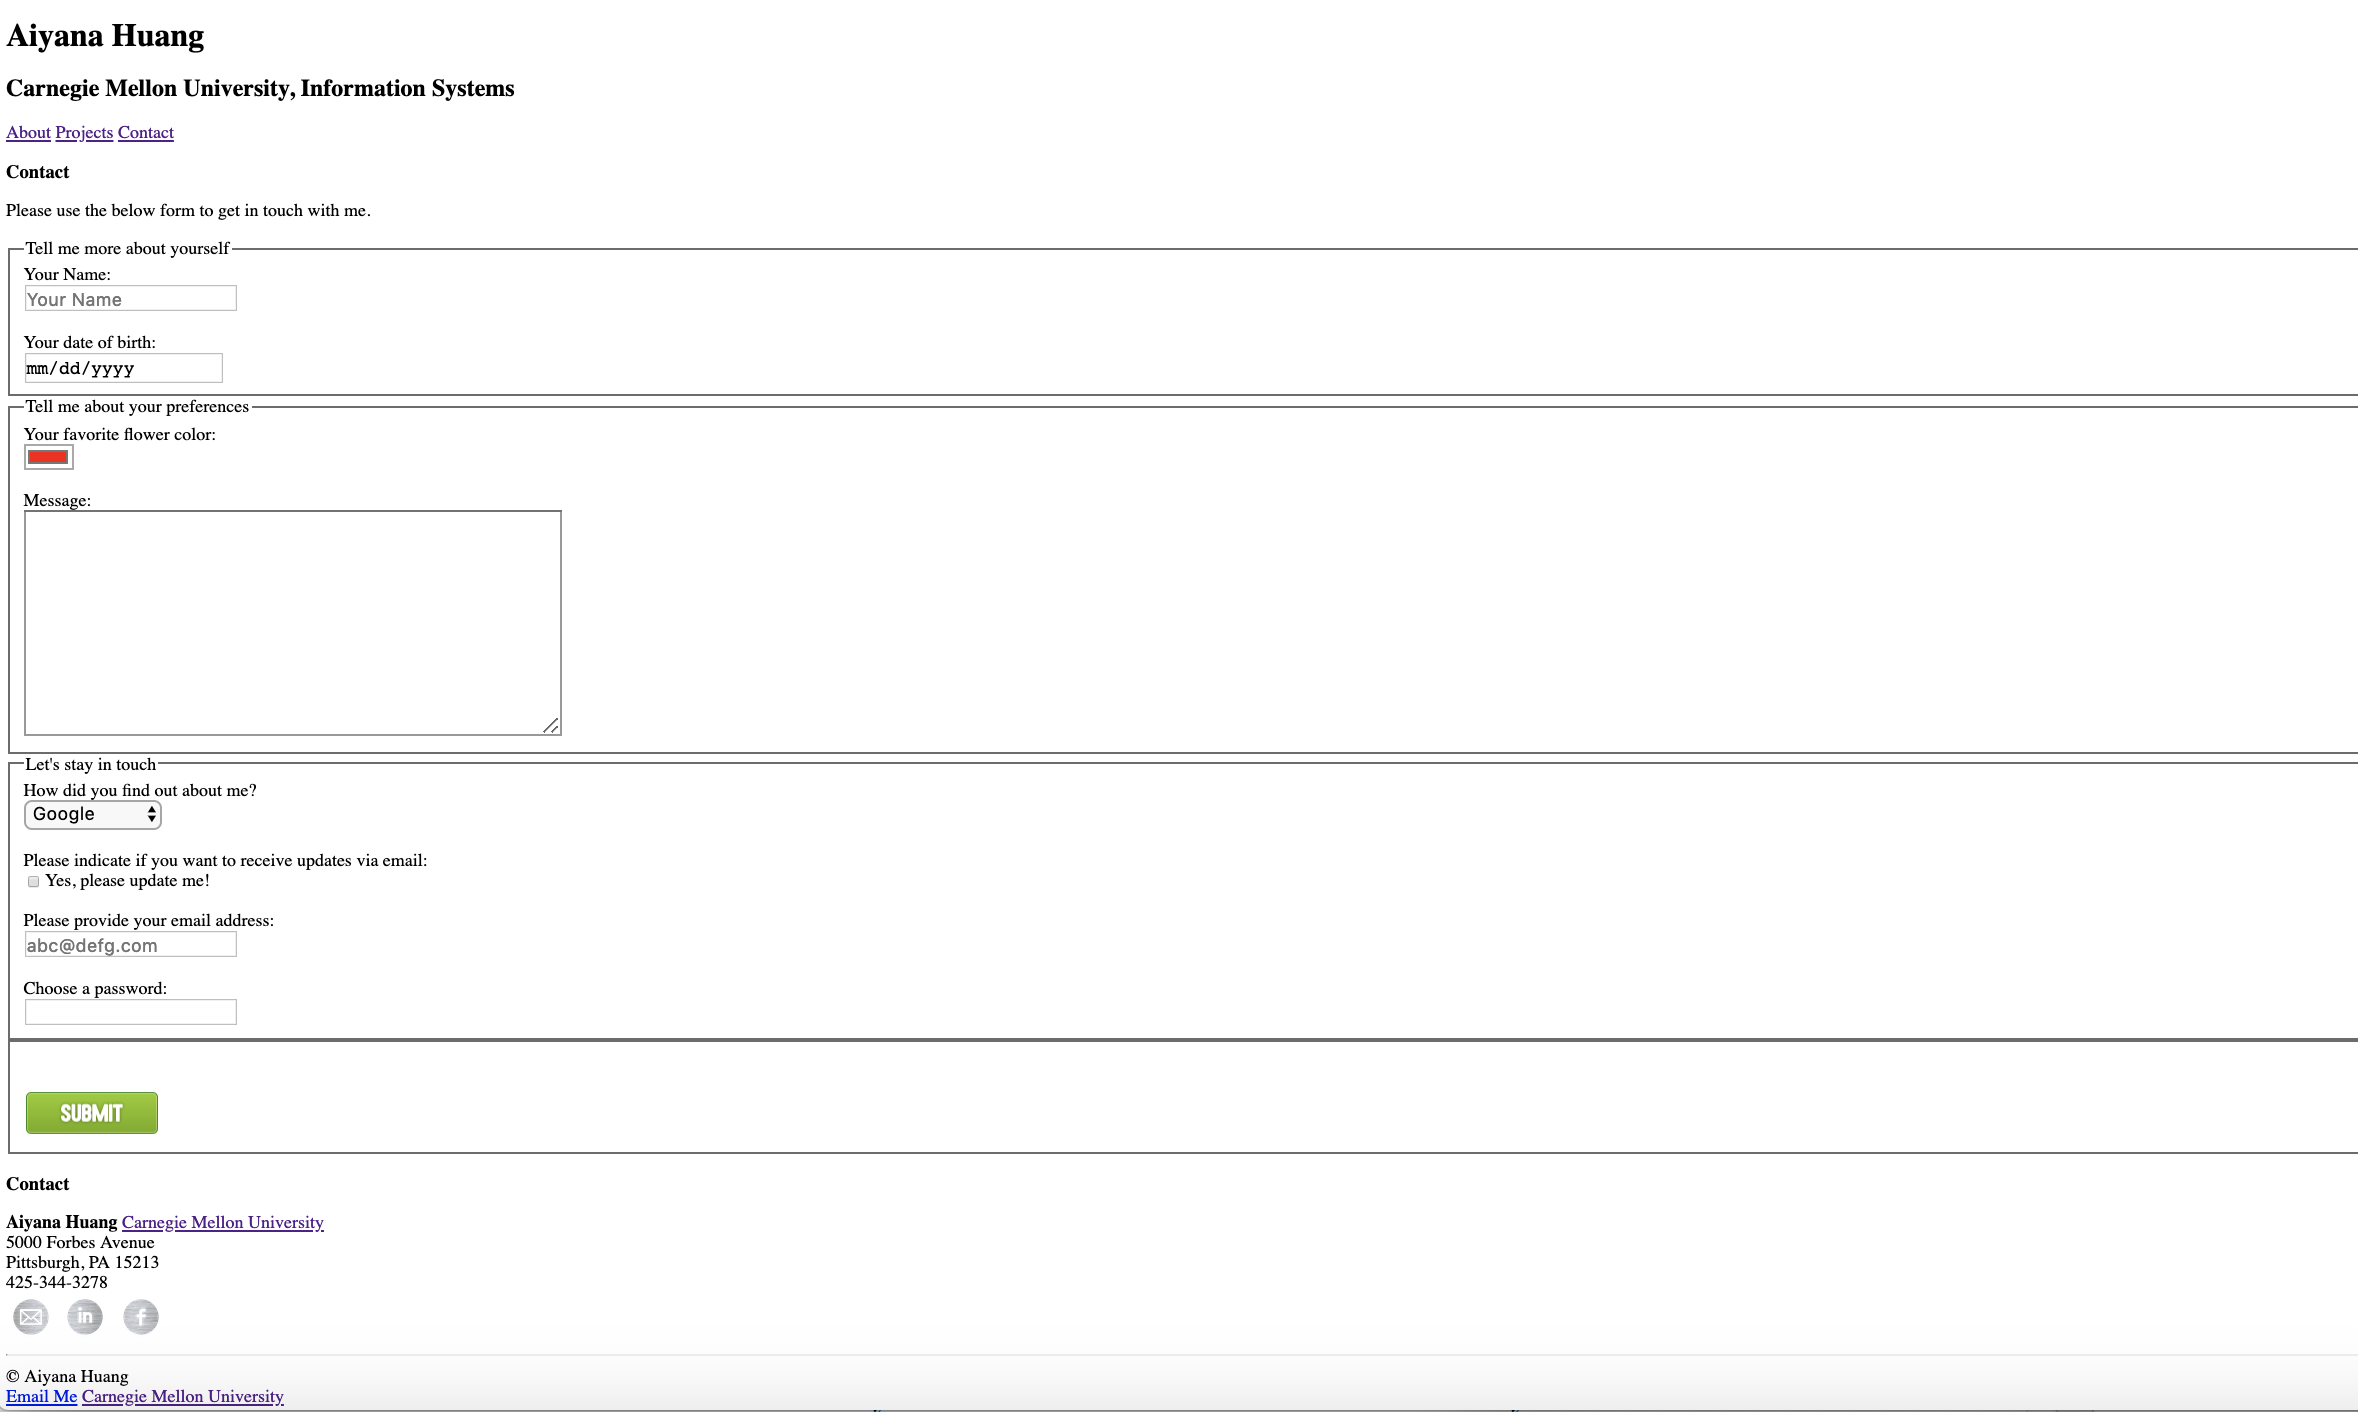 Aiyana Huang
Carnegie Mellon University, Information Systems
About Projects Contact
Contact
Please use the below form to get in touch with me.
Tell me more about yourself
Your Name:
Your Name
Your date of birth:
mm/dd/yyyy
Tell me about your preferences
Your favorite flower color:
Message:
Let's stay in touch
How did you find out about me?
Google
Please indicate if you want to receive updates via email:
Yes, please update me!
Please provide your email address:
abc@defg.com
Choose a password:
SUBMIT
Contact
Aiyana Huang Carnegie Mellon University
5000 Forbes Avenue
Pittsburgh, PA 15213
425-344-3278
in f
© Aiyana Huang
Email Me Carnegie Mellon University